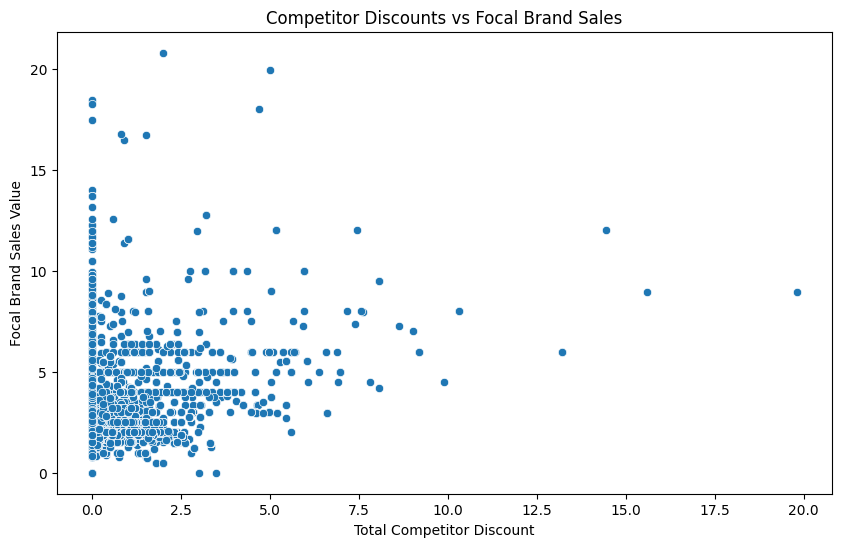 Competitor Discounts vs Focal Brand Sales
20
15
10
5
0
Focal Brand Sales Value
0.0 2.5 5.0 7.5 10.0 12.5 15.0 17.5 20.0
Total Competitor Discount